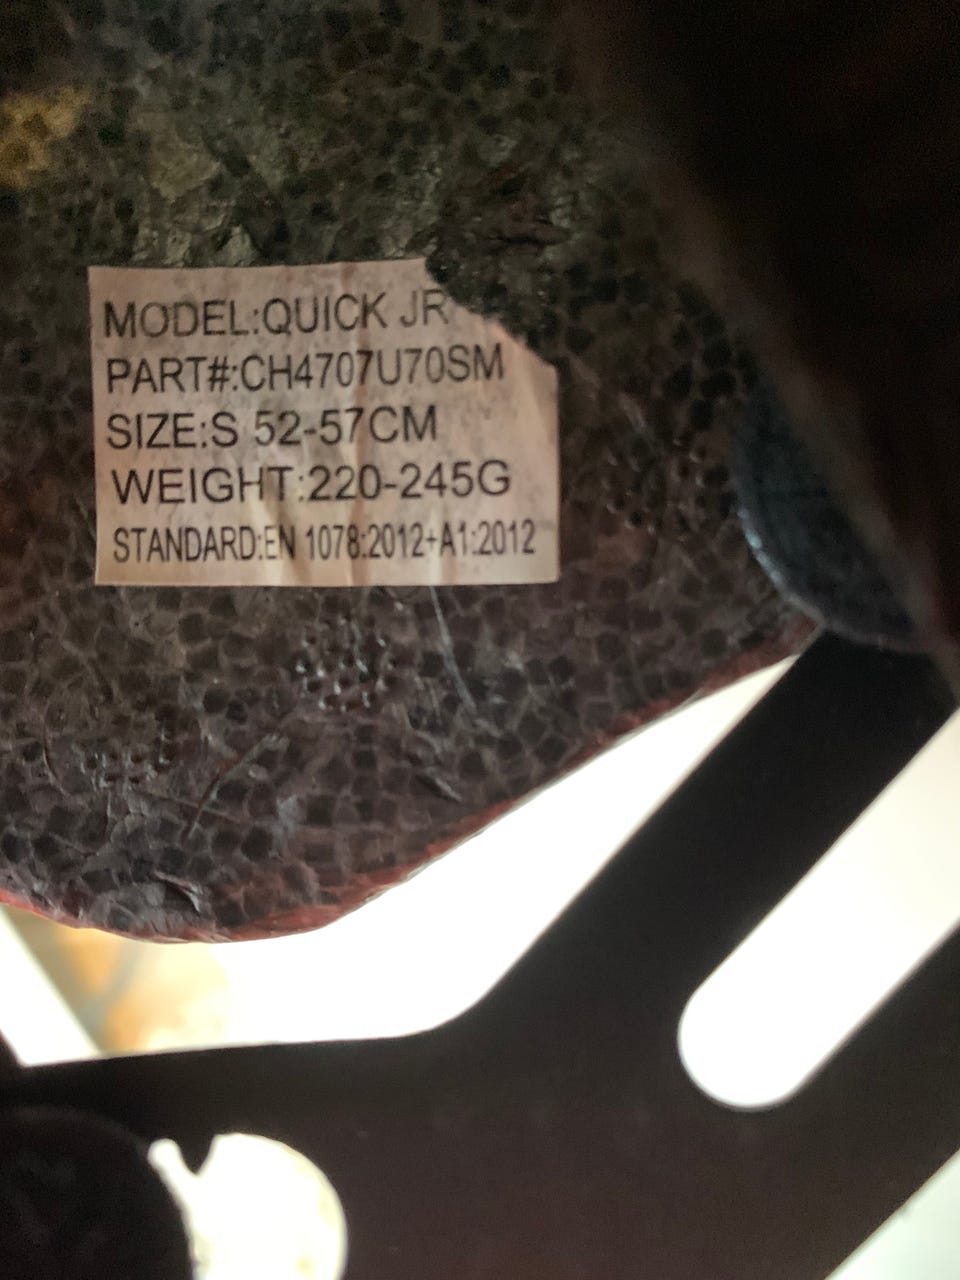 MODEL:QUICK JR
PART#:CH4707U70SM
SIZE:S 52-57CM
WEIGHT:220-245G
STANDARD:EN 1078:2012+A1:2012